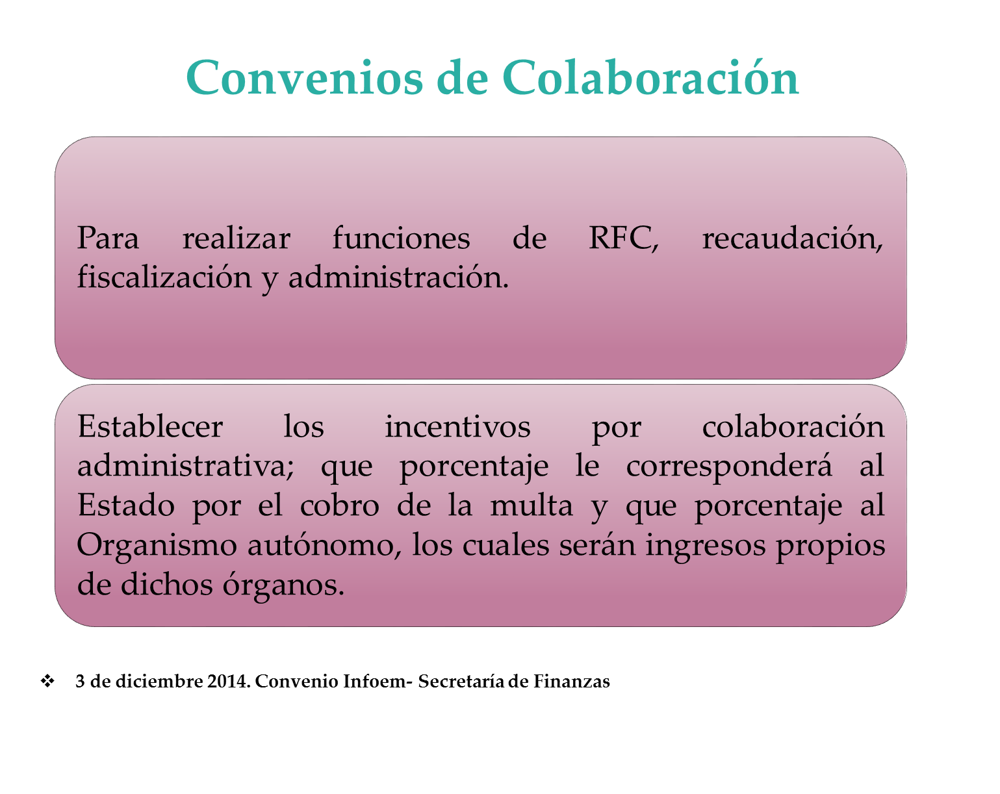 Convenios de Colaboración
Para realizar funciones de RFC, recaudación,
fiscalización y administración.
Establecer los incentivos por colaboración
administrativa; que porcentaje le corresponderá al
Estado por el cobro de la multa y que porcentaje al
Organismo autónomo, los cuales serán ingresos propios
de dichos órganos.
❖ 3 de diciembre 2014. Convenio Infoem- Secretaría de Finanzas